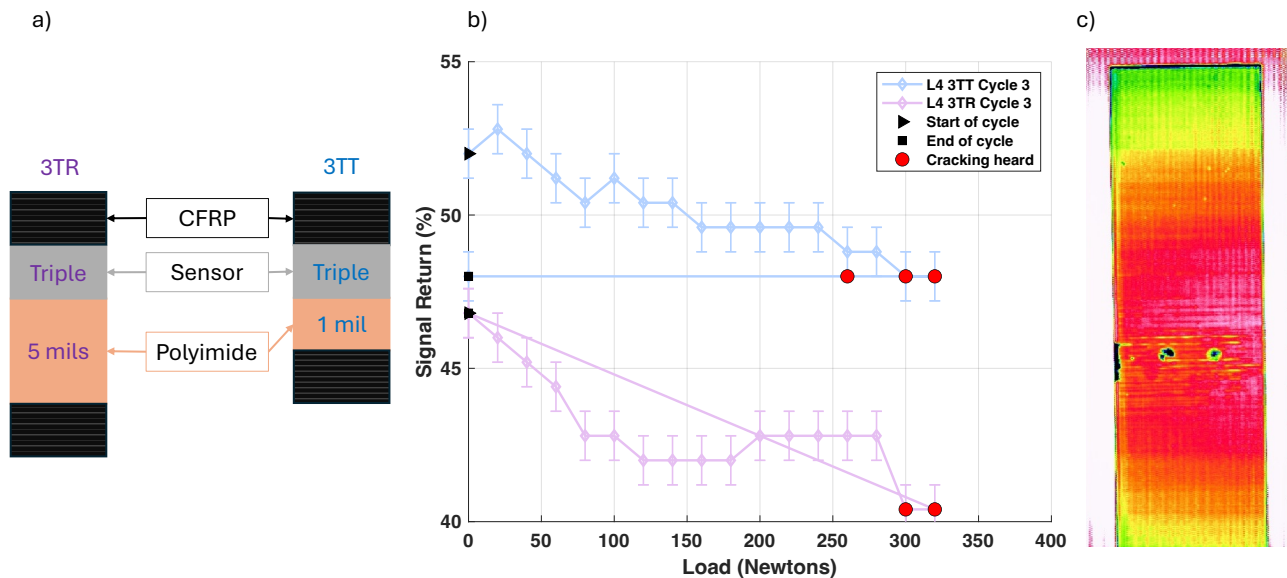 a)
3TR
3TT
CFRP
Triple
Sensor
Triple
5 mils
Polyimide
1 mil
b)
55
50
45
40
Signal Return (%)
0
50
100
150
200
250
300
350
400
Load (Newtons)
L4 3TT Cycle 3
L4 3TR Cycle 3
Start of cycle
End of cycle
Cracking heard
c)